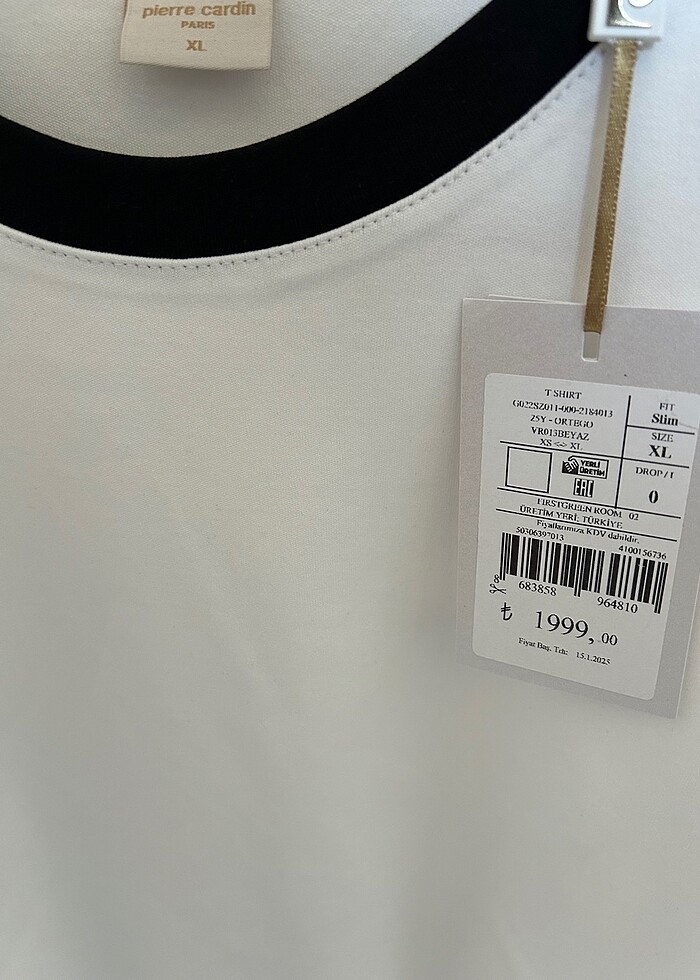 pierre cardin
PARIS
XL
T SHIRT
G022SZ011-000-2184013
25Y - ORTEGO
VR013BEYAZ
XS <-> XL
FIT
Slim
SIZE
XL
DROP / I
0
YERLİ
ÜRETİM
EAC
FIRSTGREEN ROOM 02
ÜRETİM YERİ: TÜRKİYE
Fiyatlarımıza KDV dahildir.
50306397013
4100156736
683858
964810
₺ 1999,.00
Fiyat Baş. Trh: 15.1.2025